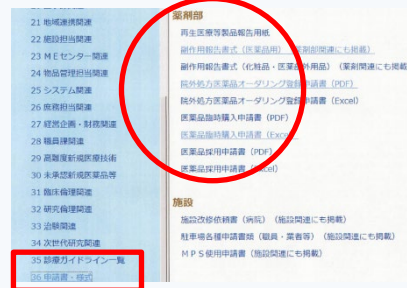 21 地域連携関連
22 施設担当関連
23 MEセンター関連
24 物品管理担当関連
25 システム関連
26 庶務担当関連
27 経営企画・財務関連
28 職員課関連
29 高難度新規医療技術
30 未承認新規医薬品等
31 臨床倫理関連
32 研究倫理関連
33 治験関連
34 次世代研究関連
35 診療ガイドライン一覧
36 申請書・様式
薬剤部
再生医療等製品報告用紙
副作用報告書式（医薬品用）（薬剤部関連にも掲載）
副作用報告書式（化粧品・医薬部外用品）（薬剤関連にも掲載
院外処方医薬品オーダリング登録申請書（PDF）
院外処方医薬品オーダリング登録申請書（Excel）
医薬品臨時購入申請書（PDF）
医薬品臨時購入申請書（Excel）
医薬品採用申請書（PDF）
医薬品採用申請書（Excel）
施設
施設改修依頼書（病院）（施設関連にも掲載）
駐車場各種申請書類（職員・業者等）（施設関連にも掲載）
MPS使用申請書（施設関連にも掲載）